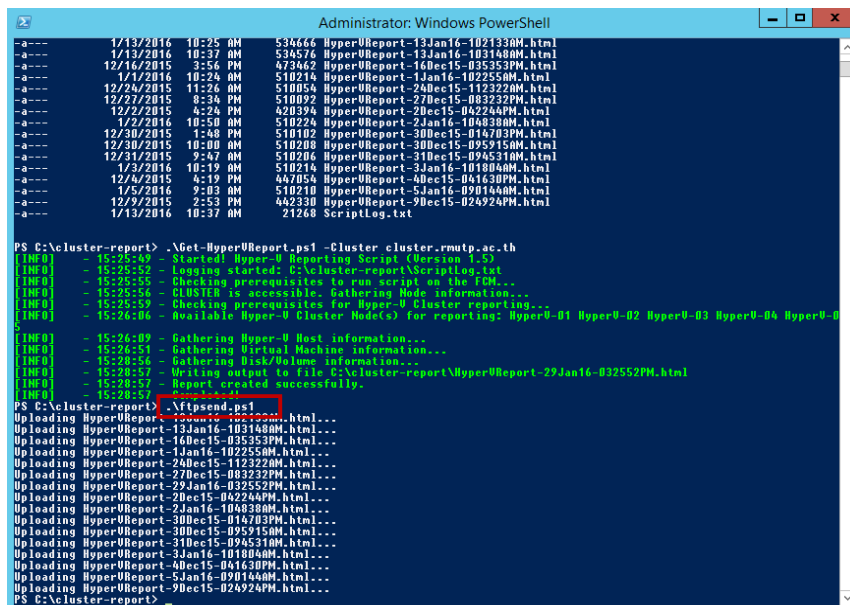 Administrator: Windows PowerShell
-a--- 1/13/2016 10:25 AM 534666 HyperVReport-13Jan16-102133AM.html
-a--- 1/13/2016 10:37 AM 534576 HyperVReport-13Jan16-103148AM.html
-a--- 12/16/2015 3:56 PM 473462 HyperVReport-16Dec15-035353PM.html
-a--- 1/1/2016 10:24 AM 510214 HyperVReport-1Jan16-102255AM.html
-a--- 12/24/2015 11:26 AM 510054 HyperVReport-24Dec15-112322AM.html
-a--- 12/27/2015 8:34 PM 510092 HyperVReport-27Dec15-083232PM.html
-a--- 12/2/2015 4:24 PM 420394 HyperVReport-2Dec15-042244PM.html
-a--- 1/2/2016 10:50 AM 510224 HyperVReport-2Jan16-104838AM.html
-a--- 12/30/2015 1:48 PM 510102 HyperVReport-30Dec15-014703PM.html
-a--- 12/30/2015 10:00 AM 510208 HyperVReport-30Dec15-095915AM.html
-a--- 12/31/2015 9:47 AM 510206 HyperVReport-31Dec15-094531AM.html
-a--- 1/3/2016 10:19 AM 510214 HyperVReport-3Jan16-101804AM.html
-a--- 12/4/2015 4:19 PM 447054 HyperVReport-4Dec15-041630PM.html
-a--- 1/5/2016 9:03 AM 510210 HyperVReport-5Jan16-090144AM.html
-a--- 12/9/2015 2:53 PM 442330 HyperVReport-9Dec15-024924PM.html
-a--- 1/13/2016 10:37 AM 21268 ScriptLog.txt
PS C:\cluster-report> .\Get-HyperVReport.ps1 -Cluster cluster.rmutp.ac.th
[INFO] - 15:25:49 - Started! Hyper-V Reporting Script (Version 1.5)
[INFO] - 15:25:52 - Logging started: C:\cluster-report\ScriptLog.txt
[INFO] - 15:25:55 - Checking prerequisites to run script on the FCM...
[INFO] - 15:25:56 - CLUSTER is accessible. Gathering Node information...
[INFO] - 15:25:59 - Checking prerequisites for Hyper-V Cluster reporting...
[INFO] - 15:26:06 - Available Hyper-V Cluster Node(s) for reporting: HyperV-01 HyperV-02 HyperV-03 HyperV-04 HyperV-0
5
[INFO] - 15:26:09 - Gathering Hyper-V Host information...
[INFO] - 15:26:51 - Gathering Virtual Machine information...
[INFO] - 15:28:56 - Gathering Disk/Volume information...
[INFO] - 15:28:57 - Writing output to file C:\cluster-report\HyperVReport-29Jan16-032552PM.html
[INFO] - 15:28:57 - Report created successfully.
[INFO] - 15:28:57 - Completed!
PS C:\cluster-report> .\ftpsend.ps1
Uploading HyperVReport-13Jan16-102133AM.html...
Uploading HyperVReport-13Jan16-103148AM.html...
Uploading HyperVReport-16Dec15-035353PM.html...
Uploading HyperVReport-1Jan16-102255AM.html...
Uploading HyperVReport-24Dec15-112322AM.html...
Uploading HyperVReport-27Dec15-083232PM.html...
Uploading HyperVReport-29Jan16-032552PM.html...
Uploading HyperVReport-2Dec15-042244PM.html...
Uploading HyperVReport-2Jan16-104838AM.html...
Uploading HyperVReport-30Dec15-014703PM.html...
Uploading HyperVReport-30Dec15-095915AM.html...
Uploading HyperVReport-31Dec15-094531AM.html...
Uploading HyperVReport-3Jan16-101804AM.html...
Uploading HyperVReport-4Dec15-041630PM.html...
Uploading HyperVReport-5Jan16-090144AM.html...
Uploading HyperVReport-9Dec15-024924PM.html...
PS C:\cluster-report> _